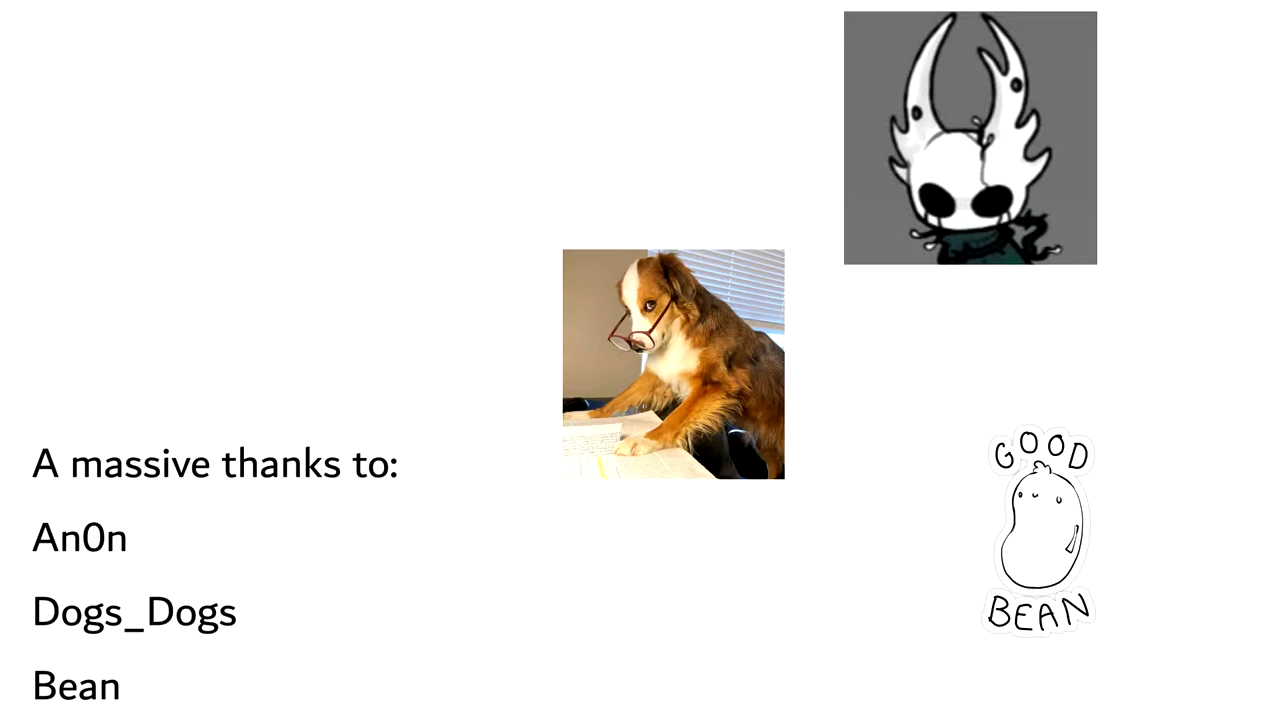 A massive thanks to:
An0n
Dogs_Dogs
Bean
GOOD
BEAN